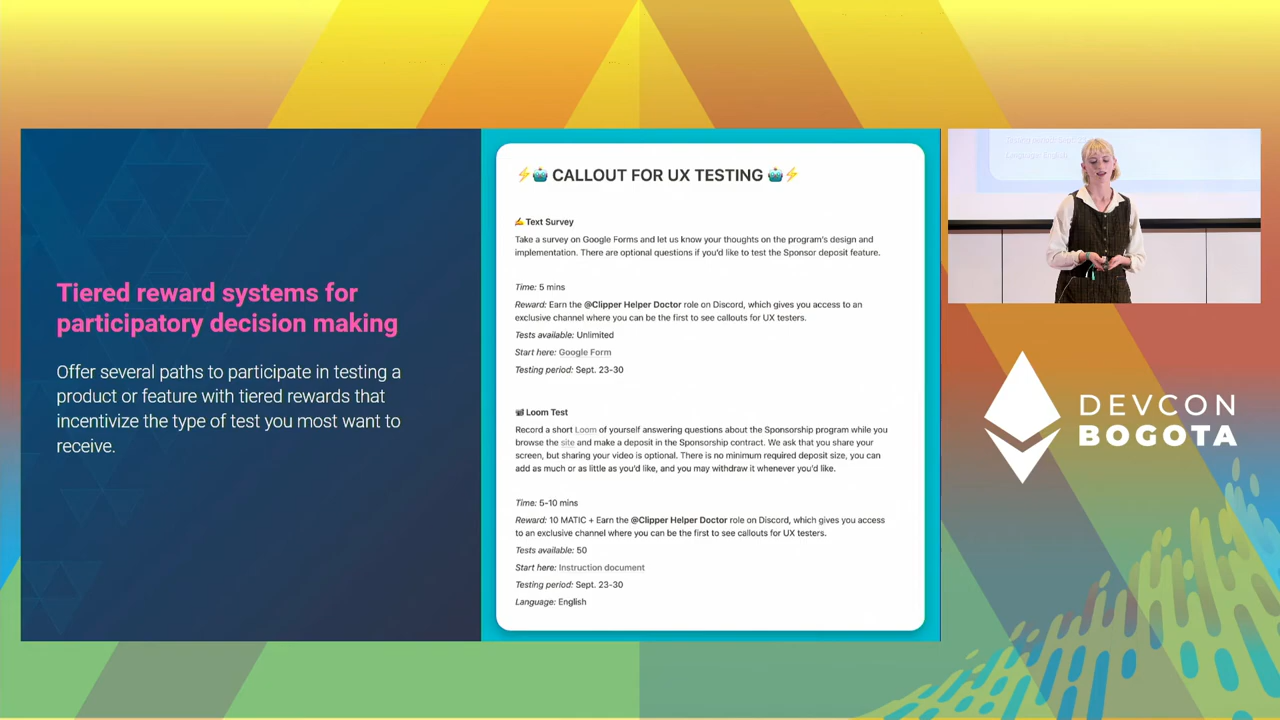 Tiered reward systems for
participatory decision making
Offer several paths to participate in testing a
product or feature with tiered rewards that
incentivize the type of test you most want to
receive.
⚡🤖 CALLOUT FOR UX TESTING 🤖⚡
✍️ Text Survey
Take a survey on Google Forms and let us know your thoughts on the program's design and
implementation. There are optional questions if you'd like to test the Sponsor deposit feature.
Time: 5 mins
Reward: Earn the @Clipper Helper Doctor role on Discord, which gives you access to an
exclusive channel where you can be the first to see callouts for UX testers.
Tests available: Unlimited
Start here: Google Form
Testing period: Sept. 23-30
📹 Loom Test
Record a short Loom of yourself answering questions about the Sponsorship program while you
browse the site and make a deposit in the Sponsorship contract. We ask that you share your
screen, but sharing your video is optional. There is no minimum required deposit size, you can
add as much or as little as you'd like, and you may withdraw it whenever you'd like.
Time: 5-10 mins
Reward: 10 MATIC + Earn the @Clipper Helper Doctor role on Discord, which gives you access
to an exclusive channel where you can be the first to see callouts for UX testers.
Tests available: 50
Start here: Instruction document
Testing period: Sept. 23-30
Language: English
Language: English
DEVCON
BOGOTA